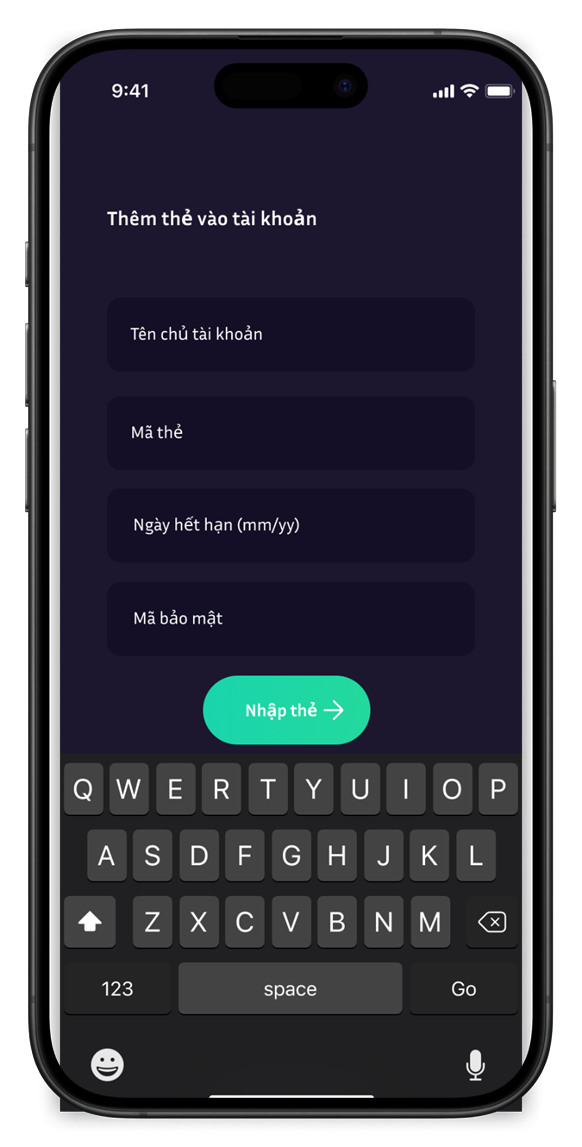 9:41
Thêm thẻ vào tài khoản
Tên chủ tài khoản
Mã thẻ
Ngày hết hạn (mm/yy)
Mã bảo mật
Nhập thẻ
Q W E R T Y U I O P
A S D F G H J K L
Z X C V B N M
123 space Go